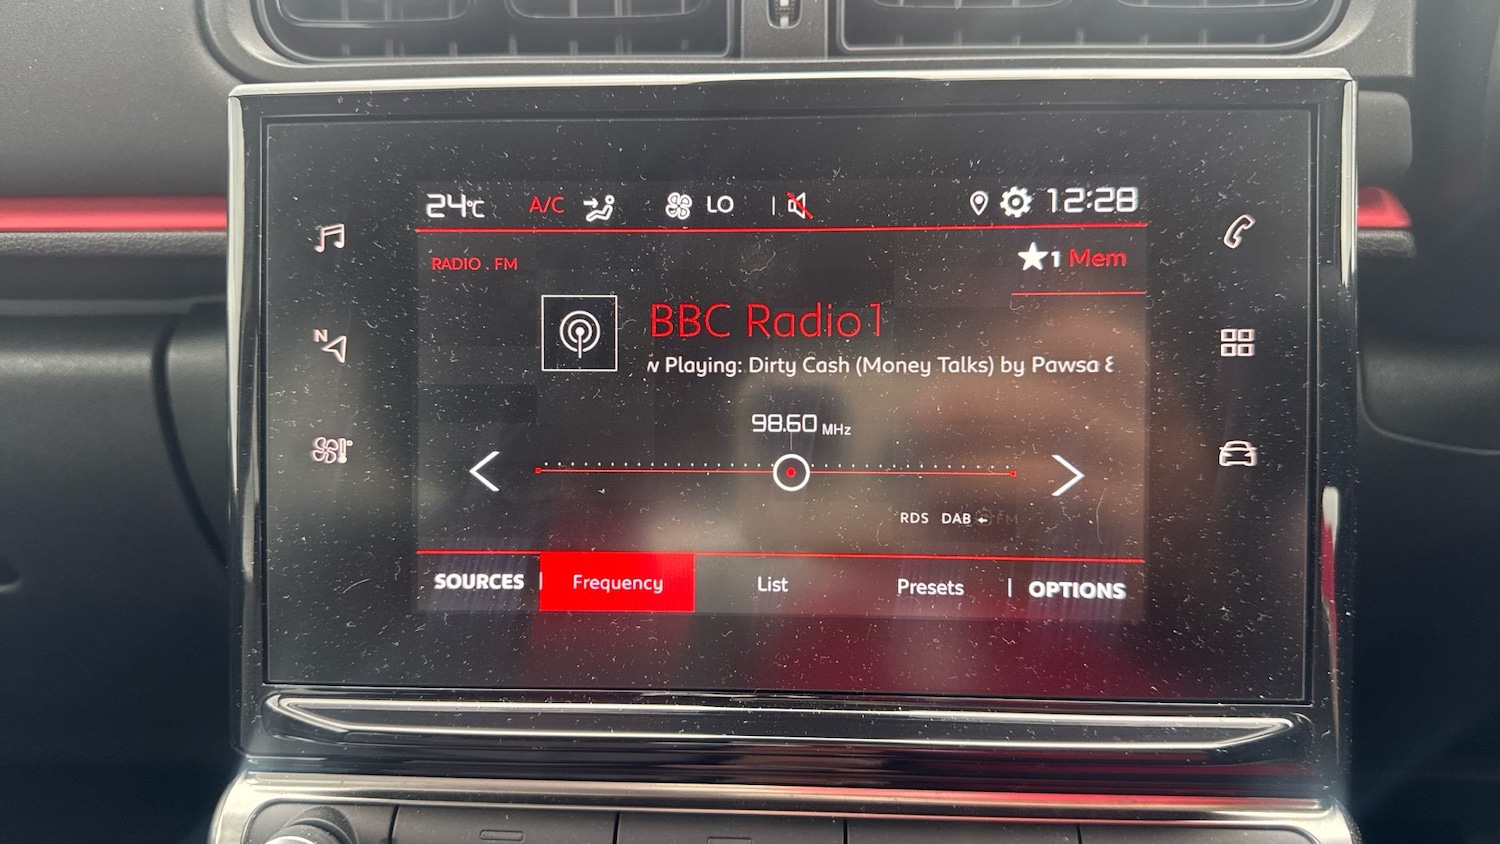 24°C A/C LO 12:28
RADIO . FM
1 Mem
BBC Radio 1
Playing: Dirty Cash (Money Talks) by Pawsa
N
98.60 MHz
RDS DAB FM
SOURCES Frequency List Presets OPTIONS